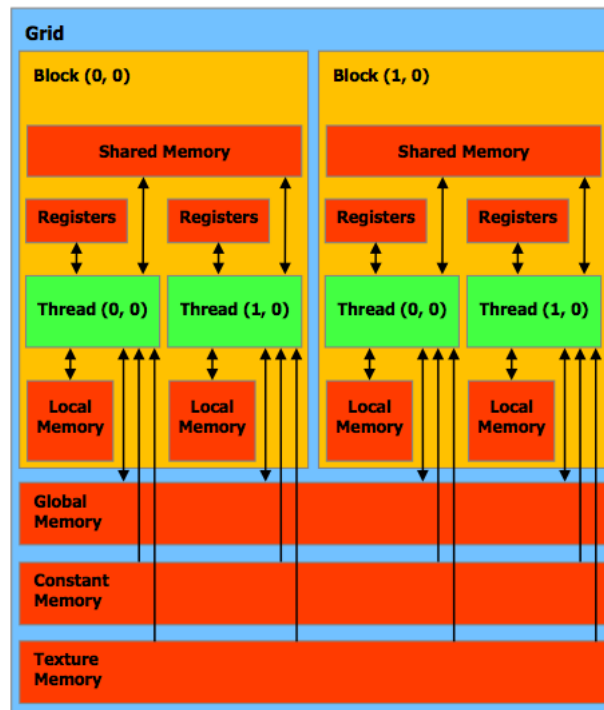 Grid
Block (0, 0)
Block (1, 0)
Shared Memory
Shared Memory
Registers
Registers
Registers
Registers
Thread (0, 0)
Thread (1, 0)
Thread (0, 0)
Thread (1, 0)
Local
Memory
Local
Memory
Local
Memory
Local
Memory
Global
Memory
Constant
Memory
Texture
Memory